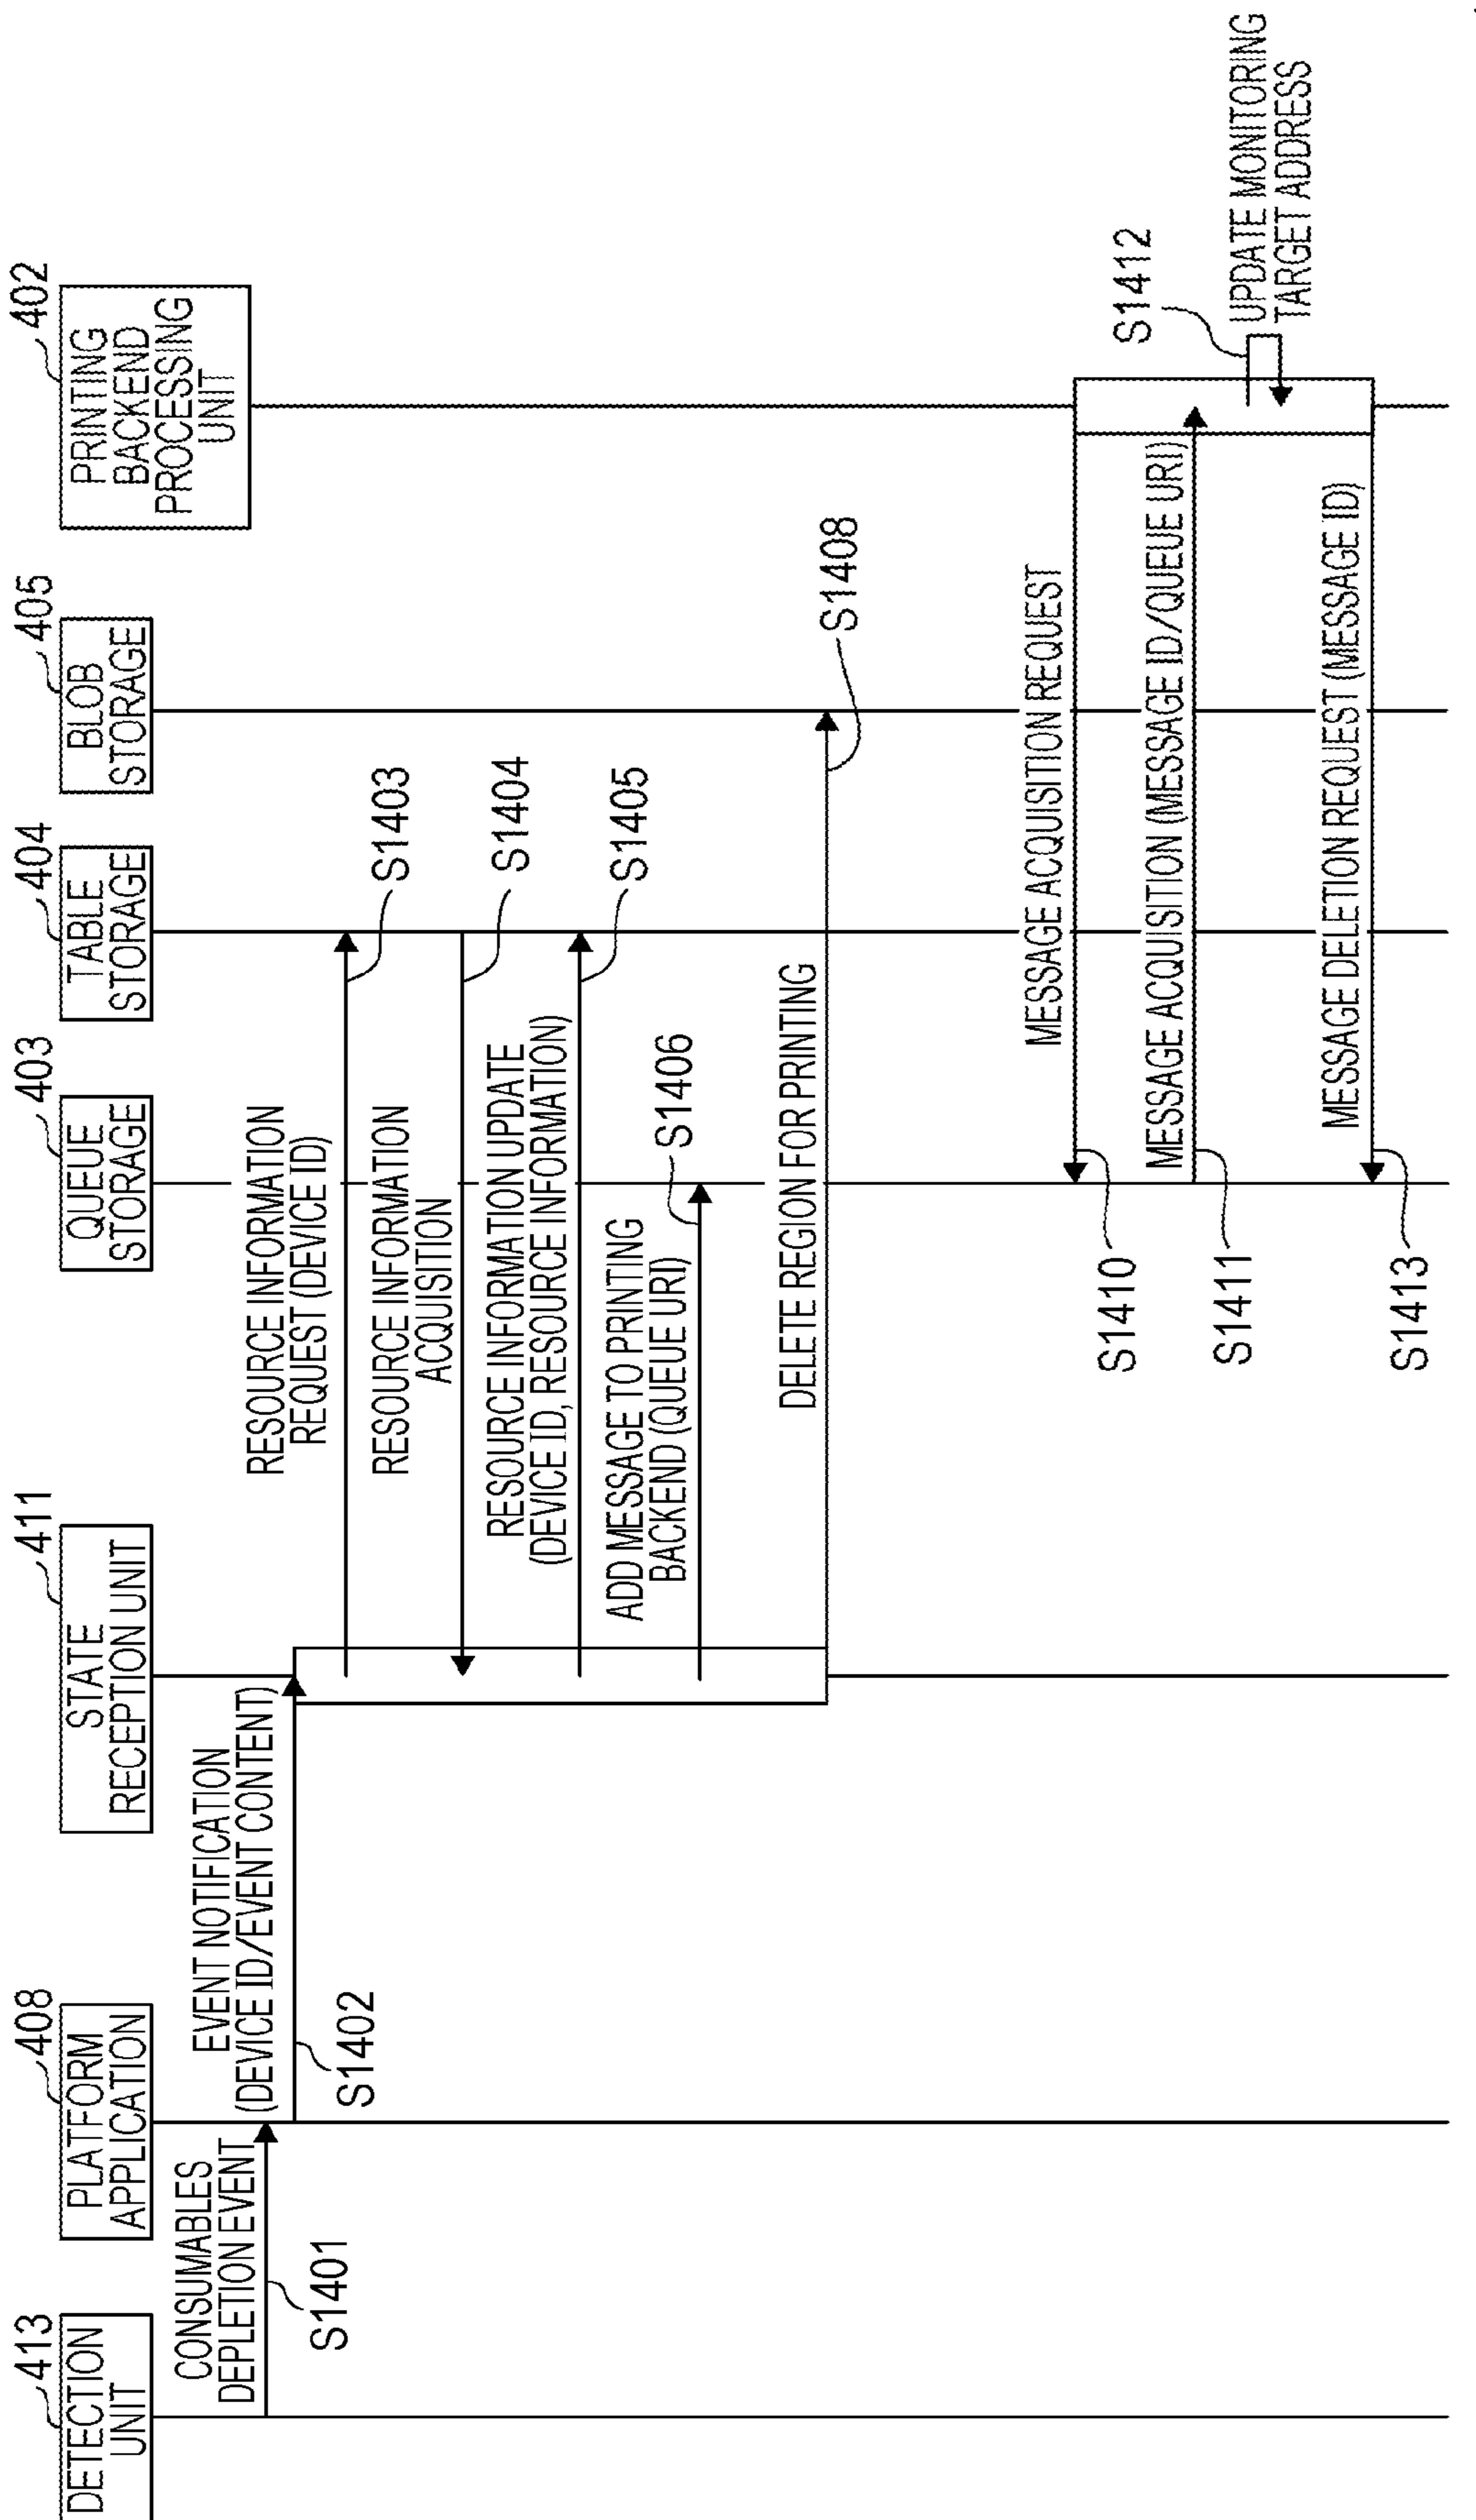 413
DETECTION
UNIT
408
PLATFORM
APPLICATION
411
STATE
RECEPTION UNIT
403
QUEUE
STORAGE
404
TABLE
STORAGE
405
BLOB
STORAGE
402
PRINTING
BACKEND
PROCESSING
UNIT
CONSUMABLES
DEPLETION EVENT
S1401
EVENT NOTIFICATION
(DEVICE ID/EVENT CONTENT)
S1402
RESOURCE INFORMATION
REQUEST (DEVICE ID)
S1403
RESOURCE INFORMATION
ACQUISITION
S1404
RESOURCE INFORMATION UPDATE
(DEVICE ID, RESOURCE INFORMATION)
S1405
ADD MESSAGE TO PRINTING
BACKEND (QUEUE URI)
S1406
DELETE REGION FOR PRINTING
S1408
MESSAGE ACQUISITION REQUEST
S1410
MESSAGE ACQUISITION (MESSAGE ID/QUEUE URI)
S1411
S1412
UPDATE MONITORING
TARGET ADDRESS
MESSAGE DELETION REQUEST (MESSAGE ID)
S1413